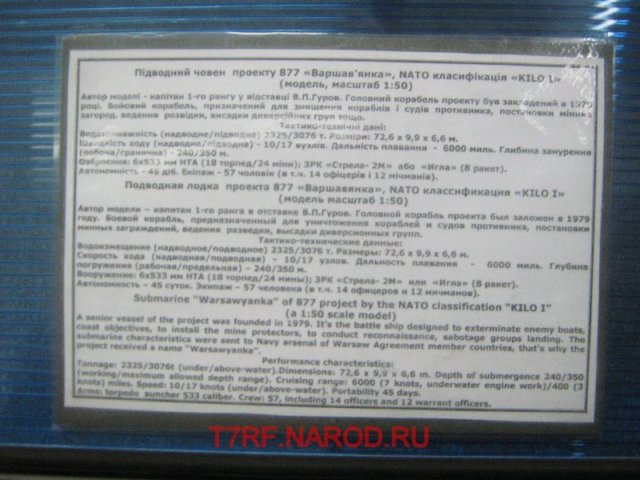 Підводний човен проекту 877 «Варшав'янка», NATO класифікація «KILO I»
(модель, масштаб 1:50)
Автор моделі - капітан 1-го рангу у відставці В.П.Гуров. Головний корабель проекту був закладений в 1979
році. Бойовий корабель, призначений для знищення кораблів і судів противника, постановки мінних
загород, ведення розвідки, висадки диверсійних груп тощо.
Тактико-технічні дані:
Водотоннажність (надводне/підводне) 2325/3076 т. Розміри: 72,6 x 9,9 x 6,6 м.
Швидкість ходу (надводна/підводна) - 10/17 вузлів. Дальність плавання - 6000 миль. Глибина занурення
(робоча/гранична) - 240/350 м.
Озброєння: 6x533 мм НТА (18 торпед/24 міни); ЗРК «Стрела- 2М» або «Игла» (8 ракет).
Автономність - 45 діб. Екіпаж - 57 чоловік (в т.ч. 14 офіцерів і 12 мічманів).
Подводная лодка проекта 877 «Варшавянка», NATO классификация «KILO I»
(модель масштаб 1:50)
Автор модели – капитан 1-го ранга в отставке В.П.Гуров. Головной корабль проекта был заложен в 1979
году. Боевой корабль, предназначенный для уничтожения кораблей и судов противника, постановки
минных заграждений, ведения разведки, высадки диверсионных групп.
Тактико-технические данные:
Водоизмещение (надводное/подводное) 2325/3076 т. Размеры: 72,6 x 9,9 x 6,6 м.
Скорость хода (надводная/подводная) – 10/17 узлов. Дальность плавания - 6000 миль. Глубина
погружения (рабочая/предельная) – 240/350 м.
Вооружение: 6x533 мм НТА (18 торпед/24 мины); ЗРК «Стрела- 2М» или «Игла» (8 ракет).
Автономность – 45 суток. Экипаж – 57 человека (в т.ч. 14 офицеров и 12 мичманов).
Submarine "Warsawyanka" of 877 project by the NATO classification "KILO I"
(a 1:50 scale model)
A senior vessel of the project was founded in 1979. It's the battle ship designed to exterminate enemy boats,
coast objectives, to install the mine protectors, to conduct reconnaissance, sabotage groups landing. The
submarine characteristics were sent to Navy arsenal of Warsaw Agreement member countries, that's why the
project received a name "Warsawyanka".
Performance characteristics:
Tonnage: 2325/3076t (under/above-water).Dimensions: 72,6 x 9,9 x 6,6 m. Depth of submergence 240/350
(working/maximum allowed depth range). Cruising range: 6000 (7 knots, underwater engine work)/400 (3
knots) miles. Speed: 10/17 knots (under/above-water). Portability 45 days.
Arms: torpedo auncher 533 caliber. Crew: 57, including 14 officers and 12 warrant officers.
T7RF.NAROD.RU